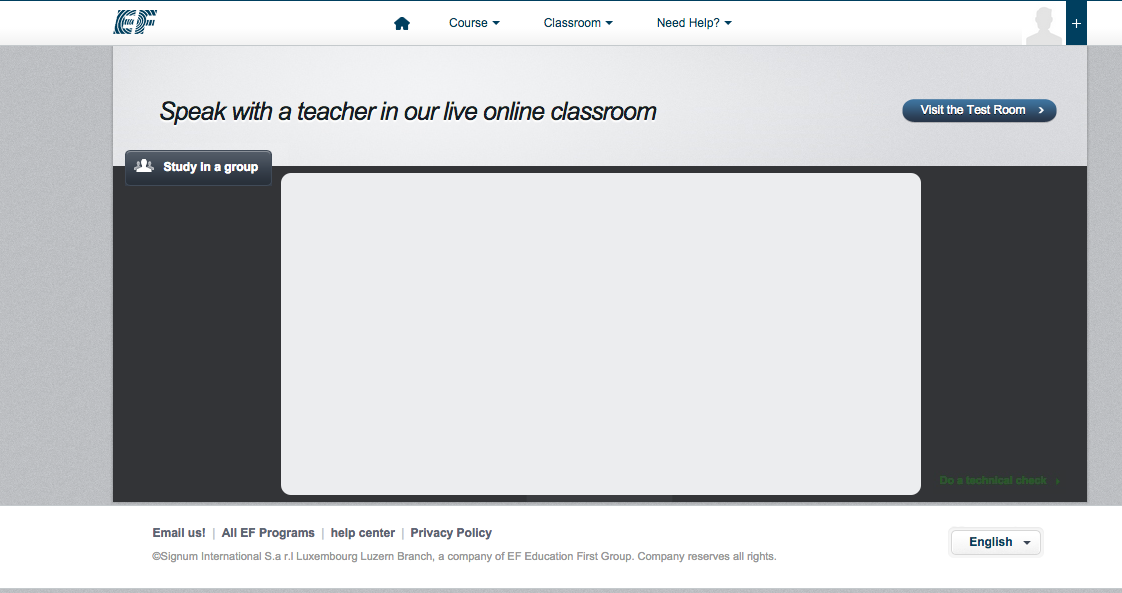 EF
Course
Classroom
Need Help?
+
Speak with a teacher in our live online classroom
Visit the Test Room
Study in a group
Do a technical check
Email us! | All EF Programs | help center | Privacy Policy
©Signum International S.a r.l Luxembourg Luzern Branch, a company of EF Education First Group. Company reserves all rights.
English